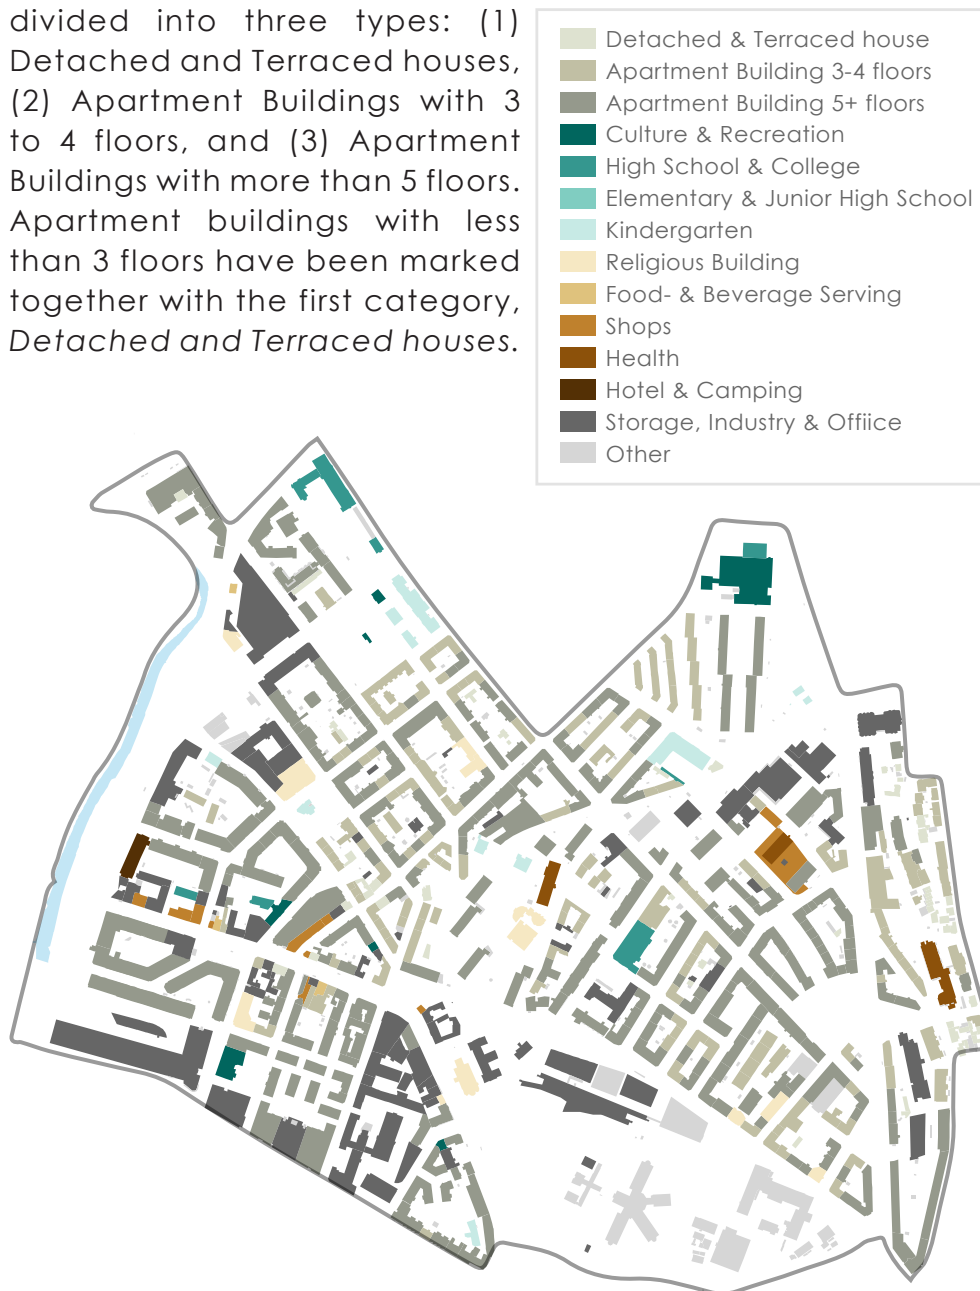 divided into three types: (1)
Detached and Terraced houses,
(2) Apartment Buildings with 3
to 4 floors, and (3) Apartment
Buildings with more than 5 floors.
Apartment buildings with less
than 3 floors have been marked
together with the first category,
Detached and Terraced houses.
Detached & Terraced house
Apartment Building 3-4 floors
Apartment Building 5+ floors
Culture & Recreation
High School & College
Elementary & Junior High School
Kindergarten
Religious Building
Food- & Beverage Serving
Shops
Health
Hotel & Camping
Storage, Industry & Offiice
Other